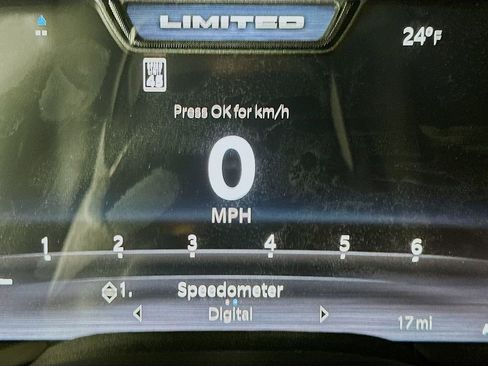 LIMITED
24°F
45
Press OK for km/h
0
MPH
1 2 3 4 5 6
1. Speedometer
Digital
17 mi